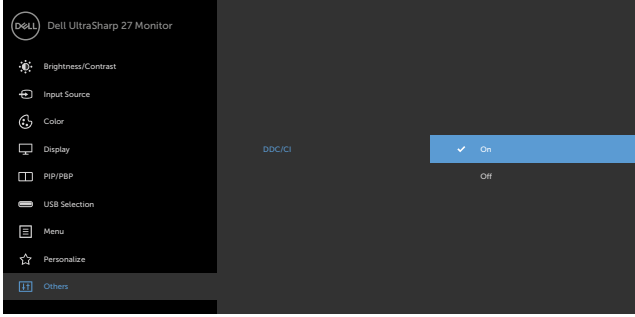 DELL Dell UltraSharp 27 Monitor
Brightness/Contrast
Input Source
Color
Display
DDC/CI
On
PIP/PBP
Off
USB Selection
Menu
Personalize
Others